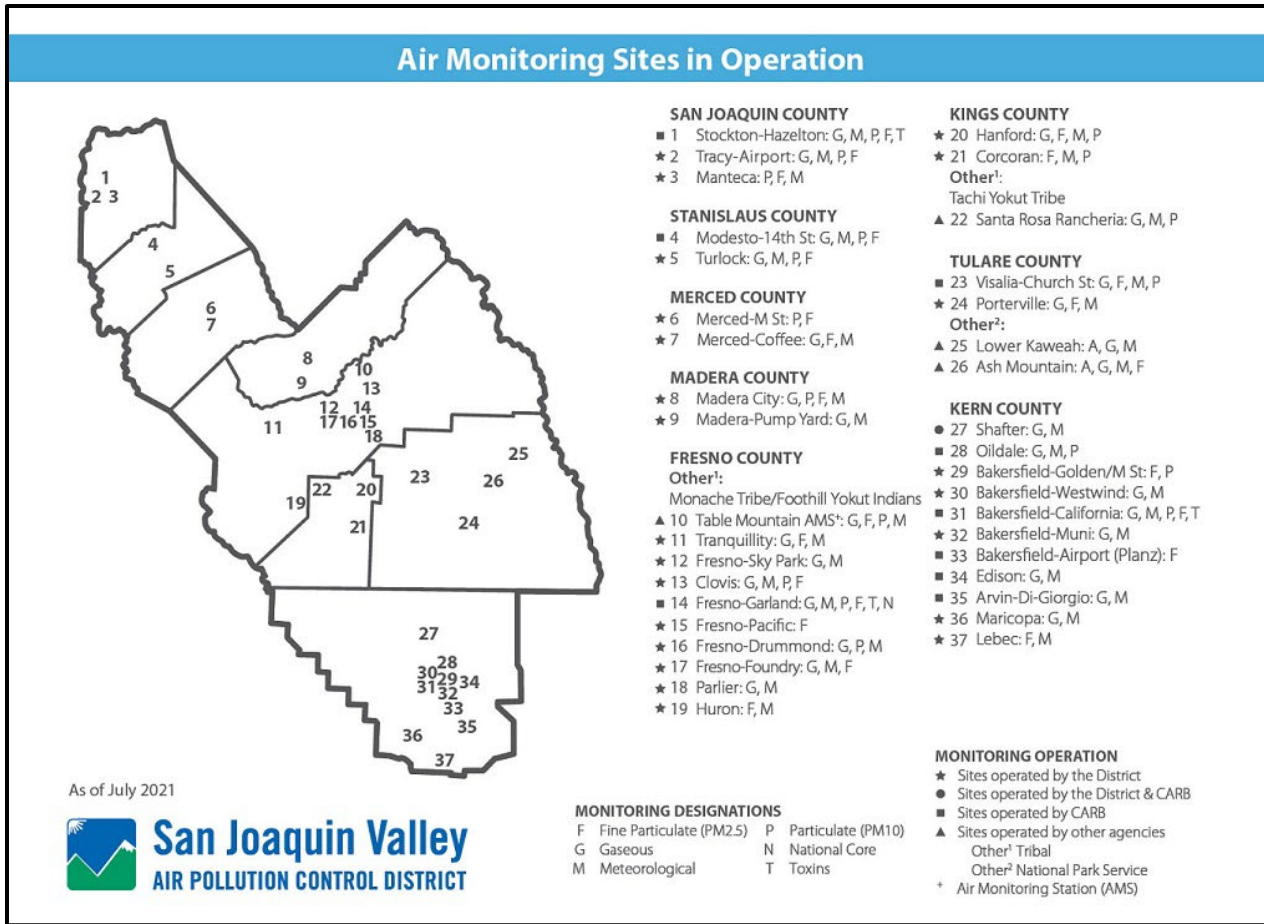 Air Monitoring Sites in Operation
1
2 3
4
5
6
7
8
9
10
13
12 14
11 17 16 15
18
25
23 26
22 20
19
21 24
27
28
30 29 34
31 32
33
35
36
37
SAN JOAQUIN COUNTY
■ 1 Stockton-Hazelton: G, M, P, F, T
★ 2 Tracy-Airport: G, M, P, F
★ 3 Manteca: P, F, M
STANISLAUS COUNTY
■ 4 Modesto-14th St: G, M, P, F
★ 5 Turlock: G, M, P, F
MERCED COUNTY
★ 6 Merced-M St: P, F
★ 7 Merced-Coffee: G,F, M
MADERA COUNTY
★ 8 Madera City: G, P, F, M
★ 9 Madera-Pump Yard: G, M
FRESNO COUNTY
Other¹:
Monache Tribe/Foothill Yokut Indians
▲ 10 Table Mountain AMS⁺: G, F, P, M
★ 11 Tranquillity: G, F, M
★ 12 Fresno-Sky Park: G, M
★ 13 Clovis: G, M, P, F
■ 14 Fresno-Garland: G, M, P, F, T, N
★ 15 Fresno-Pacific: F
★ 16 Fresno-Drummond: G, P, M
★ 17 Fresno-Foundry: G, M, F
★ 18 Parlier: G, M
★ 19 Huron: F, M
KINGS COUNTY
★ 20 Hanford: G, F, M, P
★ 21 Corcoran: F, M, P
Other¹:
Tachi Yokut Tribe
▲ 22 Santa Rosa Rancheria: G, M, P
TULARE COUNTY
■ 23 Visalia-Church St: G, F, M, P
★ 24 Porterville: G, F, M
Other²:
▲ 25 Lower Kaweah: A, G, M
▲ 26 Ash Mountain: A, G, M, F
KERN COUNTY
● 27 Shafter: G, M
■ 28 Oildale: G, M, P
★ 29 Bakersfield-Golden/M St: F, P
★ 30 Bakersfield-Westwind: G, M
■ 31 Bakersfield-California: G, M, P, F, T
★ 32 Bakersfield-Muni: G, M
■ 33 Bakersfield-Airport (Planz): F
■ 34 Edison: G, M
■ 35 Arvin-Di-Giorgio: G, M
★ 36 Maricopa: G, M
★ 37 Lebec: F, M
As of July 2021
San Joaquin Valley
AIR POLLUTION CONTROL DISTRICT
MONITORING DESIGNATIONS
F Fine Particulate (PM2.5) P Particulate (PM10)
G Gaseous N National Core
M Meteorological T Toxins
MONITORING OPERATION
★ Sites operated by the District
● Sites operated by the District & CARB
■ Sites operated by CARB
▲ Sites operated by other agencies
Other¹ Tribal
Other² National Park Service
⁺ Air Monitoring Station (AMS)